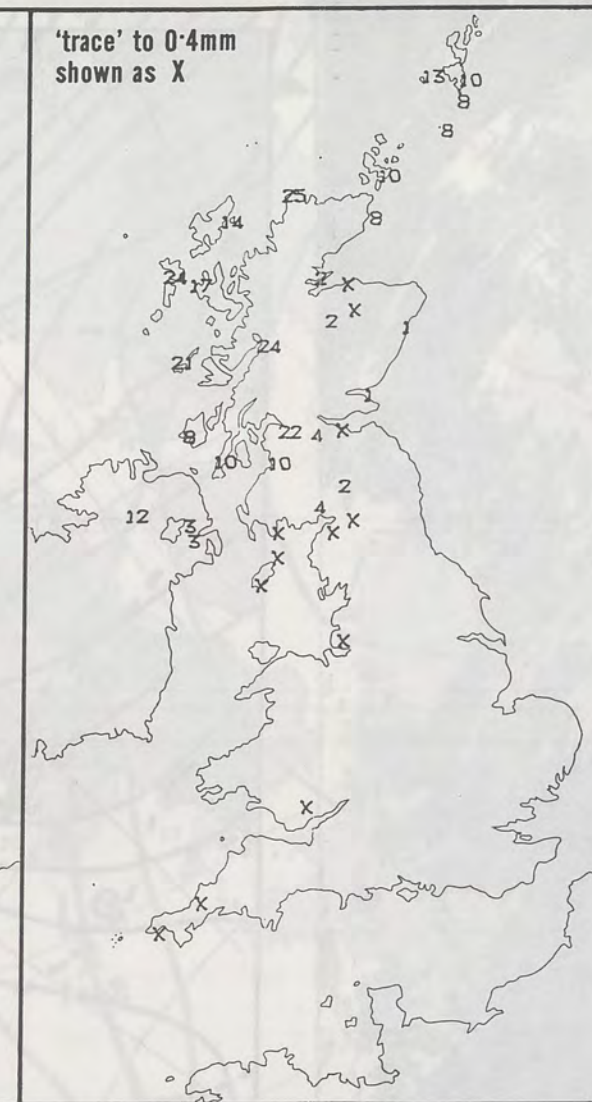 'trace' to 0·4mm
shown as X
13 10
8
8
10
25
14 8
24 17 2 X
2 X 1
21 24
1
8 22 4 X
10 10
2
12 3 4 X
3 X X
X
X
X
X
X
X